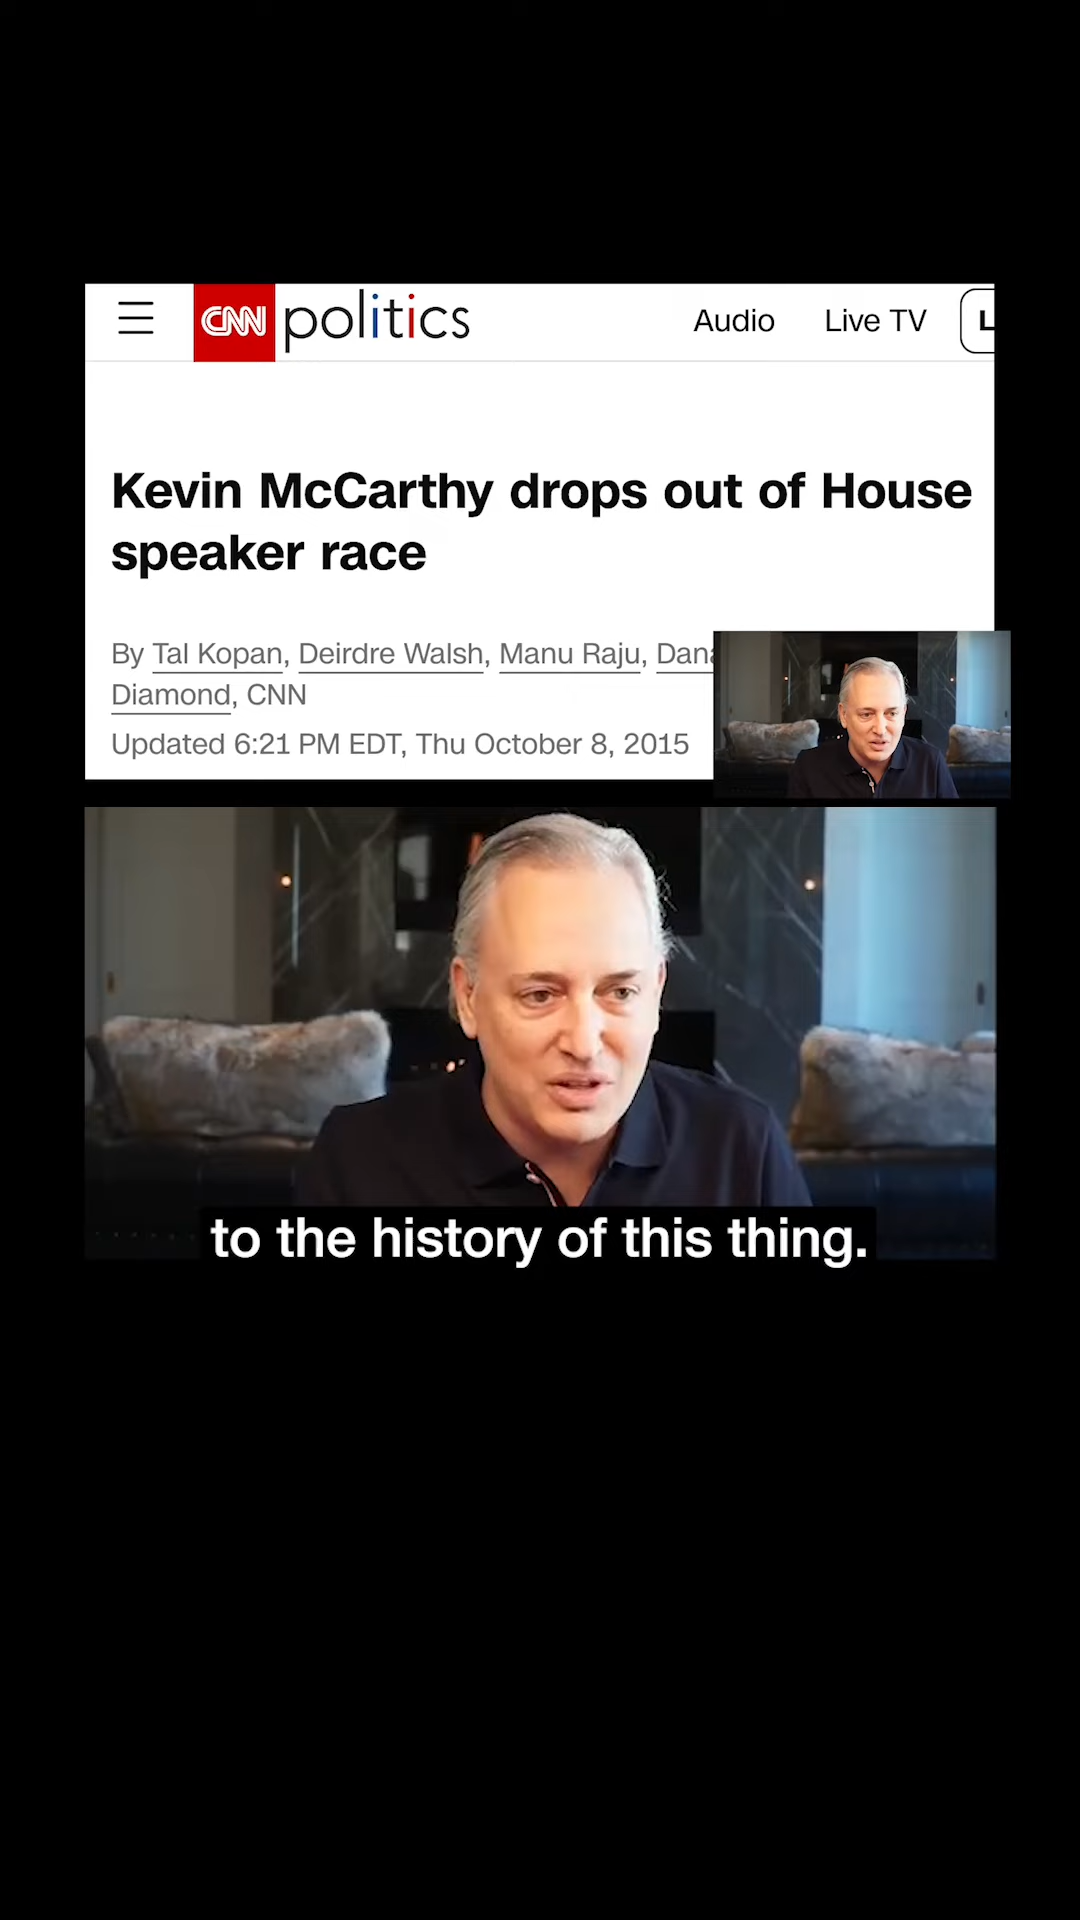 CNN politics Audio Live TV
Kevin McCarthy drops out of House
speaker race
By Tal Kopan, Deirdre Walsh, Manu Raju,
Diamond, CNN
Updated 6:21 PM EDT, Thu October 8, 2015
to the history of this thing.